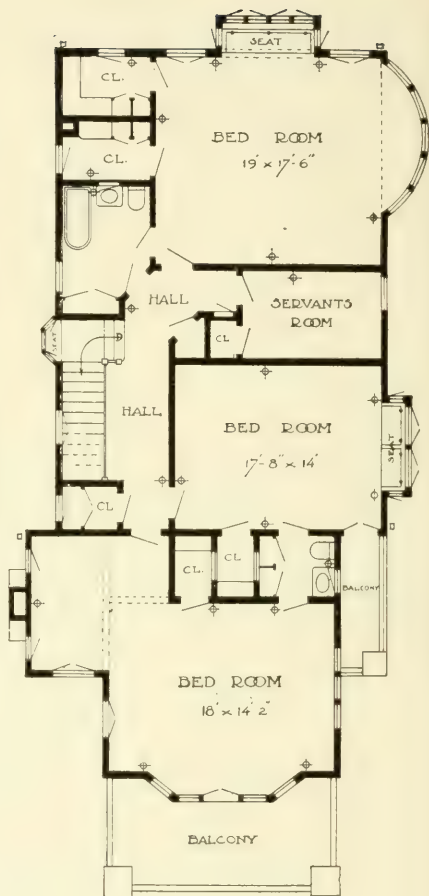 SEAT
CL.
BED ROOM
19' x 17'-6"
CL.
HALL
SERVANTS
ROOM
SEAT
CL
HALL
BED ROOM
17'-8" x 14'
SEAT
CL
CL.
CL
BALCONY
BED ROOM
18' x 14' 2"
BALCONY